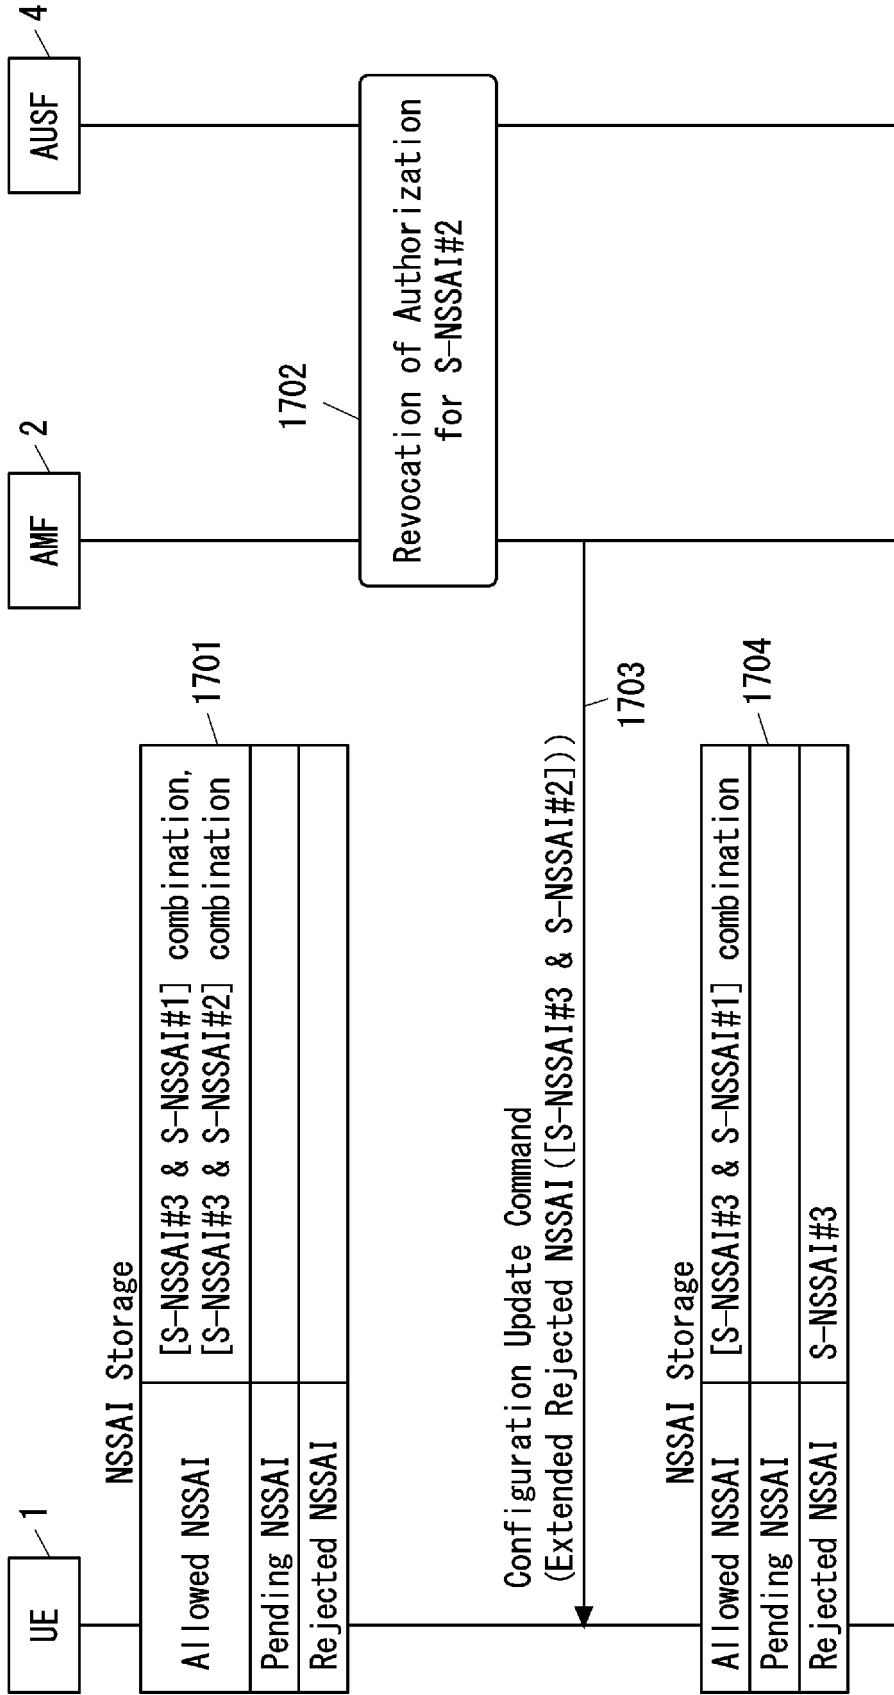 UE
1
AMF
2
AUSF
4
NSSAI Storage
Allowed NSSAI
[S-NSSAI#3 & S-NSSAI#1] combination,
[S-NSSAI#3 & S-NSSAI#2] combination
Pending NSSAI
Rejected NSSAI
1701
1702
Revocation of Authorization
for S-NSSAI#2
Configuration Update Command
(Extended Rejected NSSAI([S-NSSAI#3 & S-NSSAI#2]))
1703
NSSAI Storage
Allowed NSSAI
[S-NSSAI#3 & S-NSSAI#1] combination
Pending NSSAI
Rejected NSSAI
S-NSSAI#3
1704